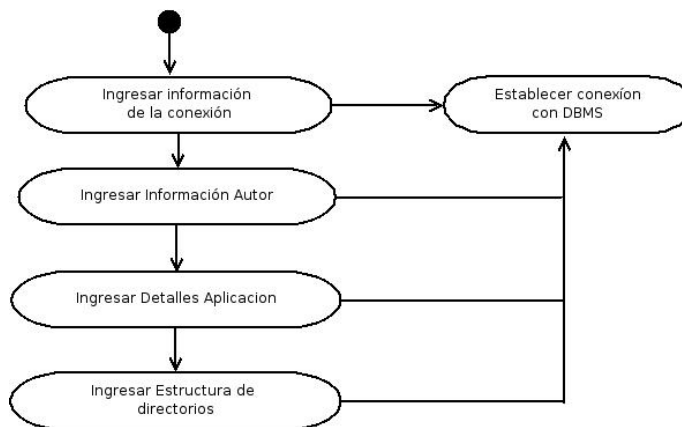 Ingresar información
de la conexión
Establecer conexíon
con DBMS
Ingresar Información Autor
Ingresar Detalles Aplicacion
Ingresar Estructura de
directorios